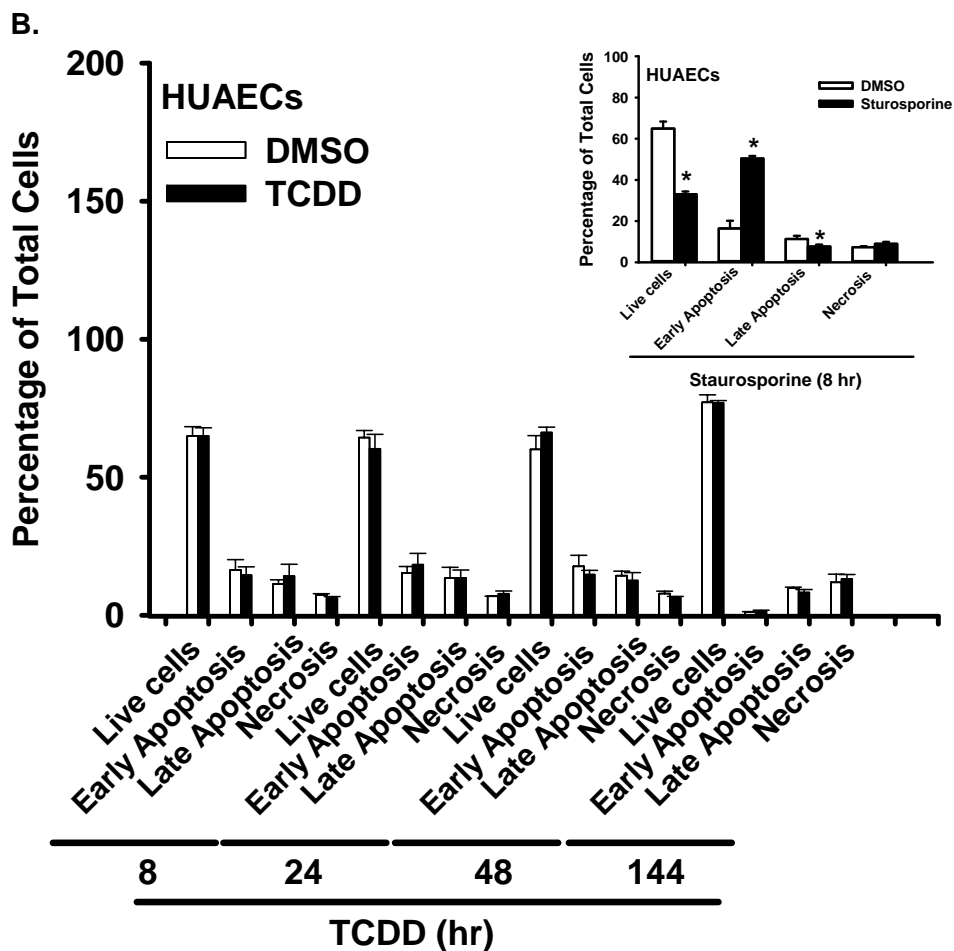 B.
Percentage of Total Cells
200
150
100
50
0
HUAECs
DMSO
TCDD
Percentage of Total Cells
100
80
60
40
20
0
HUAECs
DMSO
Sturosporine
*
*
*
Live cells
Early Apoptosis
Late Apoptosis
Necrosis
Staurosporine (8 hr)
Live cells
Early Apoptosis
Late Apoptosis
Necrosis
Live cells
Early Apoptosis
Late Apoptosis
Necrosis
Live cells
Early Apoptosis
Late Apoptosis
Necrosis
Live cells
Early Apoptosis
Late Apoptosis
Necrosis
8
24
48
144
TCDD (hr)